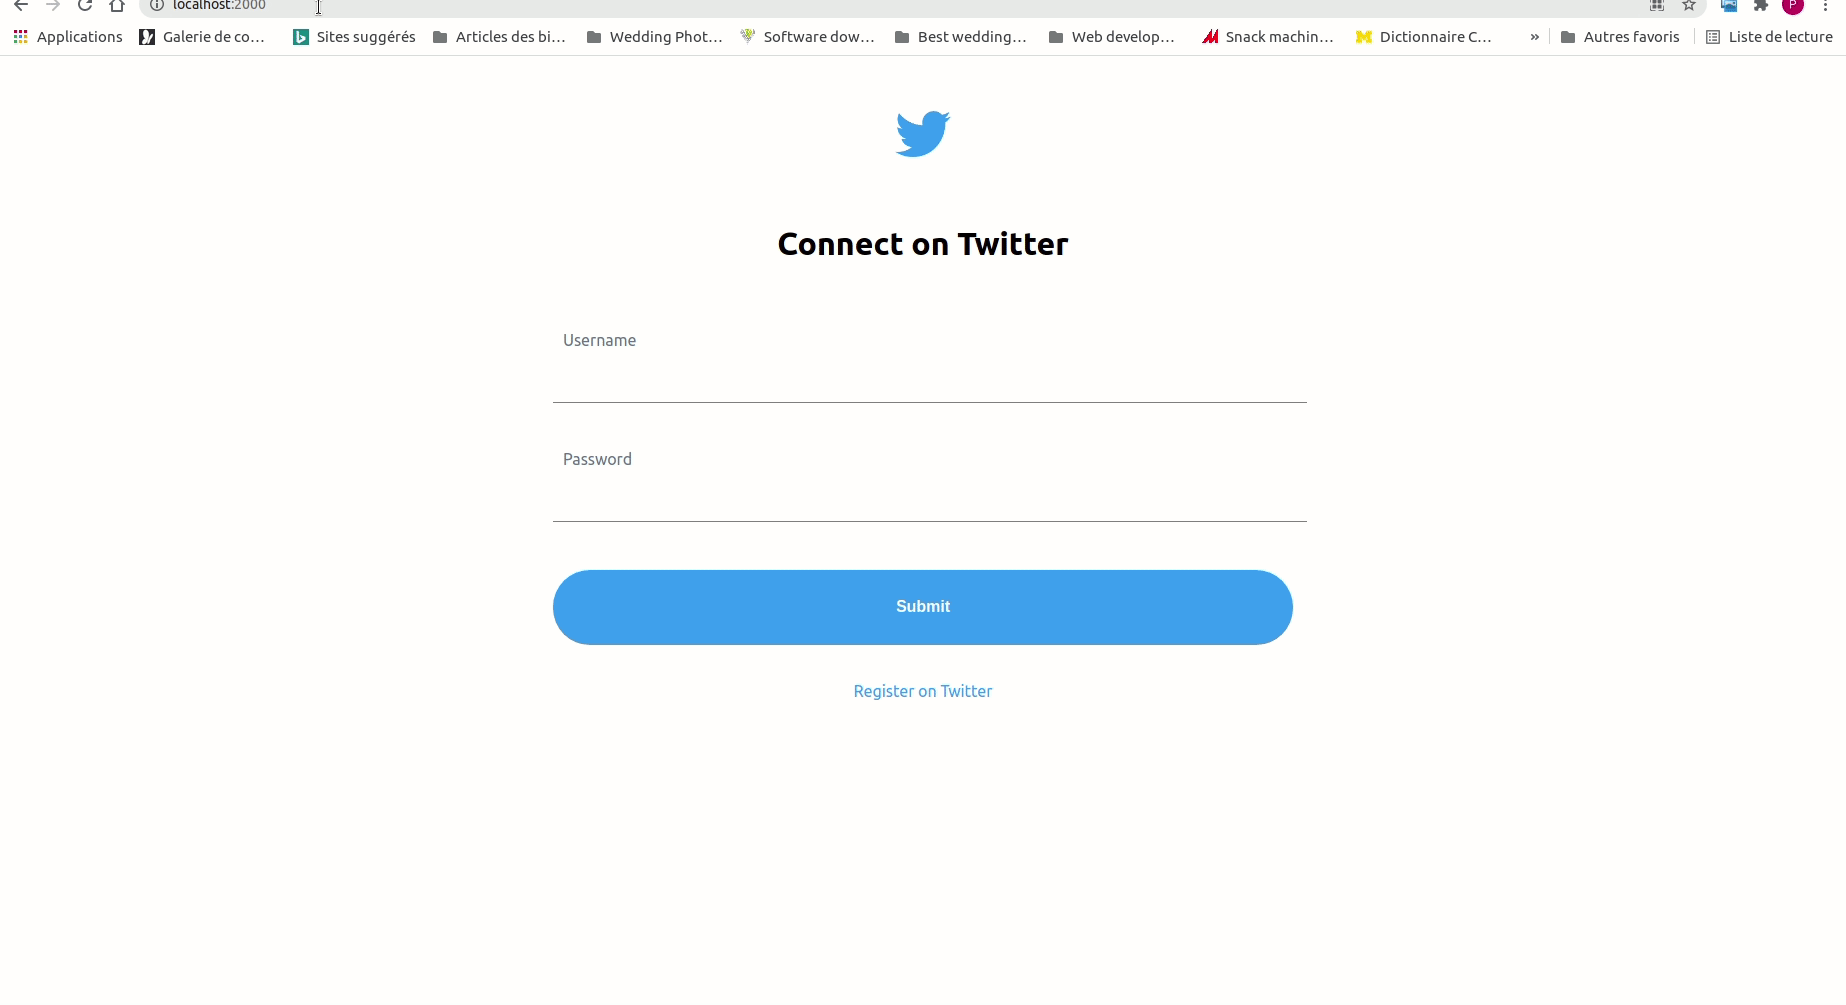 localhost:2000
Applications Galerie de co... Sites suggérés Articles des bi... Wedding Phot... Software dow... Best wedding... Web develop... Snack machin... Dictionnaire C... » Autres favoris Liste de lecture
Connect on Twitter
Username
Password
Submit
Register on Twitter